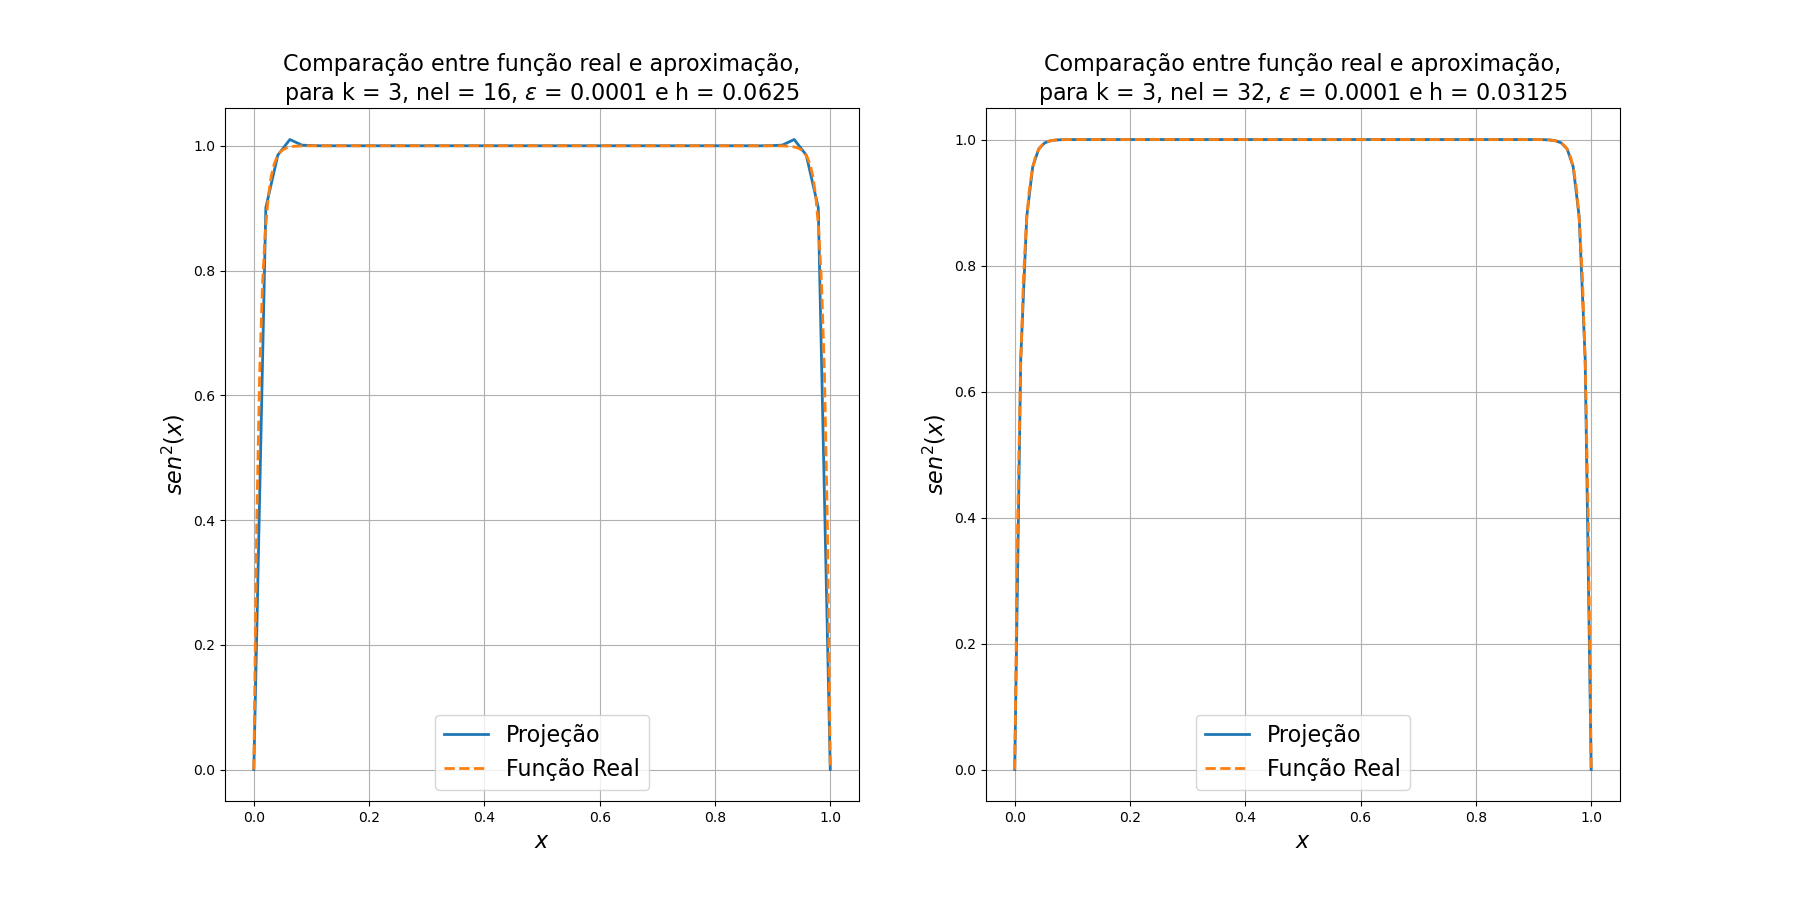 Comparação entre função real e aproximação,
para k = 3, nel = 16, ε = 0.0001 e h = 0.0625
1.0
0.8
0.6
0.4
0.2
0.0
sen²(x)
0.0 0.2 0.4 0.6 0.8 1.0
x
Projeção
Função Real
Comparação entre função real e aproximação,
para k = 3, nel = 32, ε = 0.0001 e h = 0.03125
1.0
0.8
0.6
0.4
0.2
0.0
sen²(x)
0.0 0.2 0.4 0.6 0.8 1.0
x
Projeção
Função Real